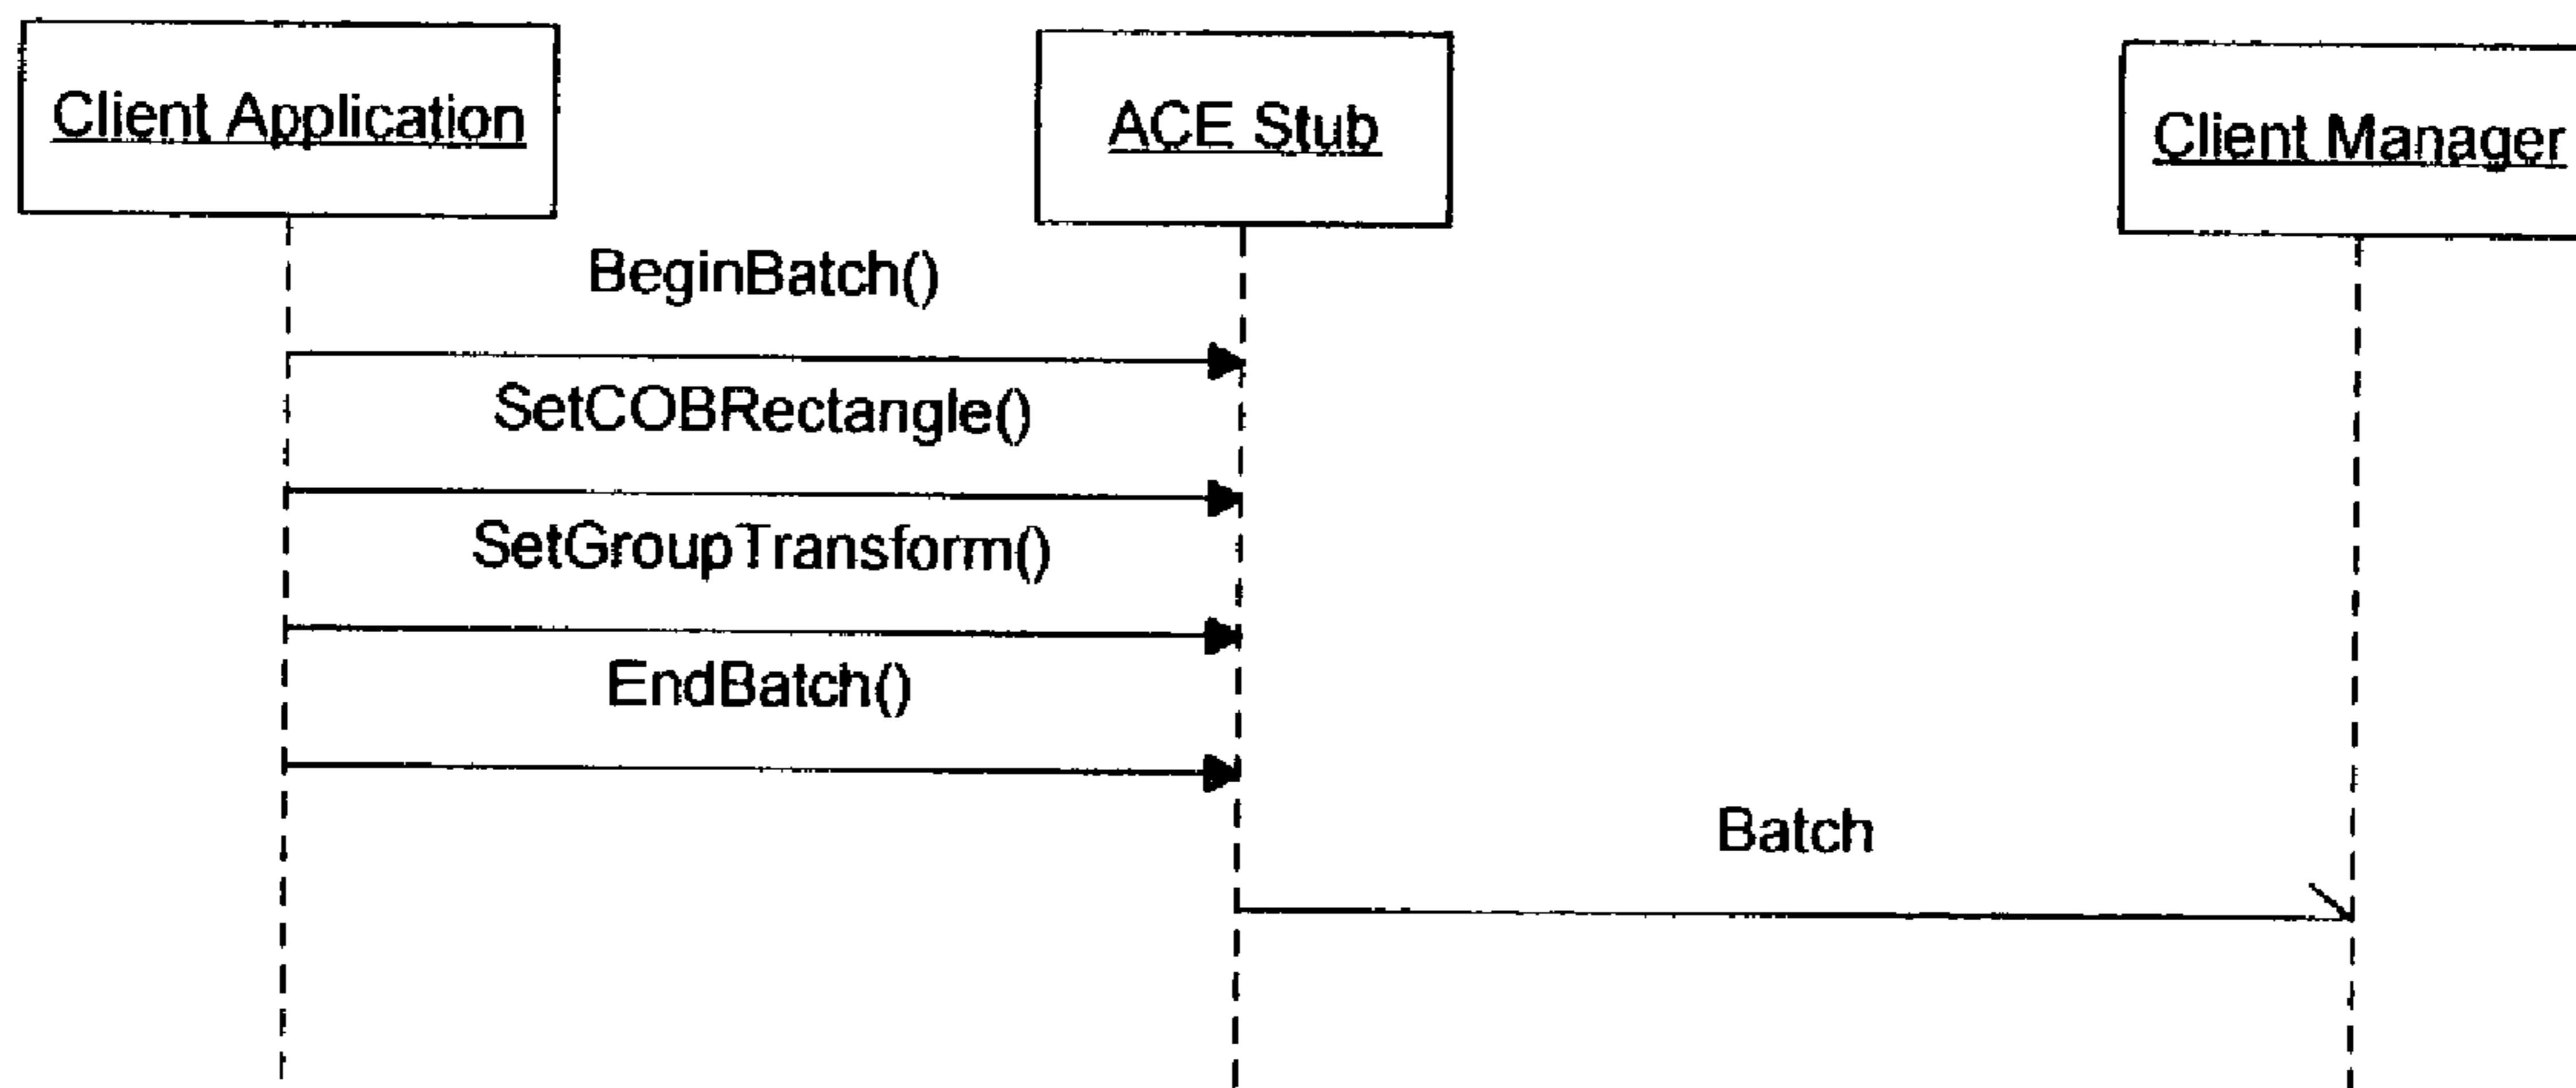 Client Application
ACE Stub
Client Manager
BeginBatch()
SetCOBRectangle()
SetGroupTransform()
EndBatch()
Batch